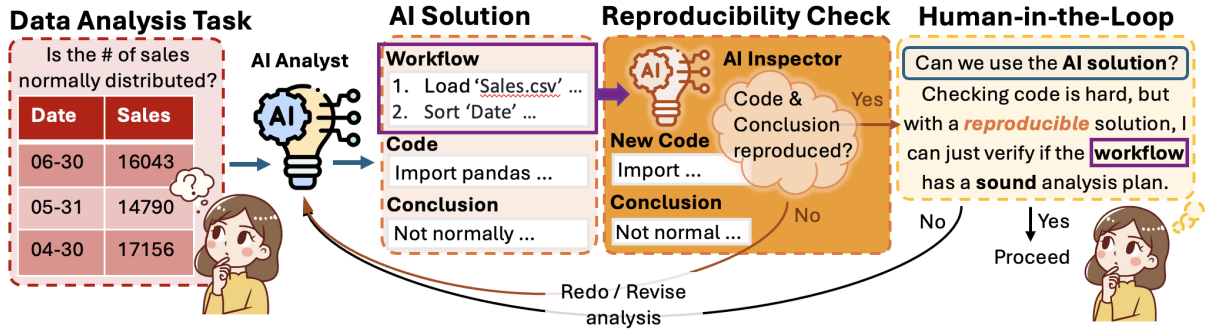 Data Analysis Task
Is the # of sales
normally distributed?
Date Sales
06-30 16043
05-31 14790
04-30 17156
?
AI Analyst
AI
AI Solution
Workflow
1. Load ‘Sales.csv’ ...
2. Sort ‘Date’ ...
Code
Import pandas ...
Conclusion
Not normally ...
Reproducibility Check
AI
AI Inspector
Code &
Conclusion
reproduced?
New Code
Import ...
Conclusion
Not normal ...
Yes
No
Human-in-the-Loop
Can we use the AI solution?
Checking code is hard, but
with a reproducible solution, I
can just verify if the workflow
has a sound analysis plan.
No
Yes
Proceed
Redo / Revise
analysis